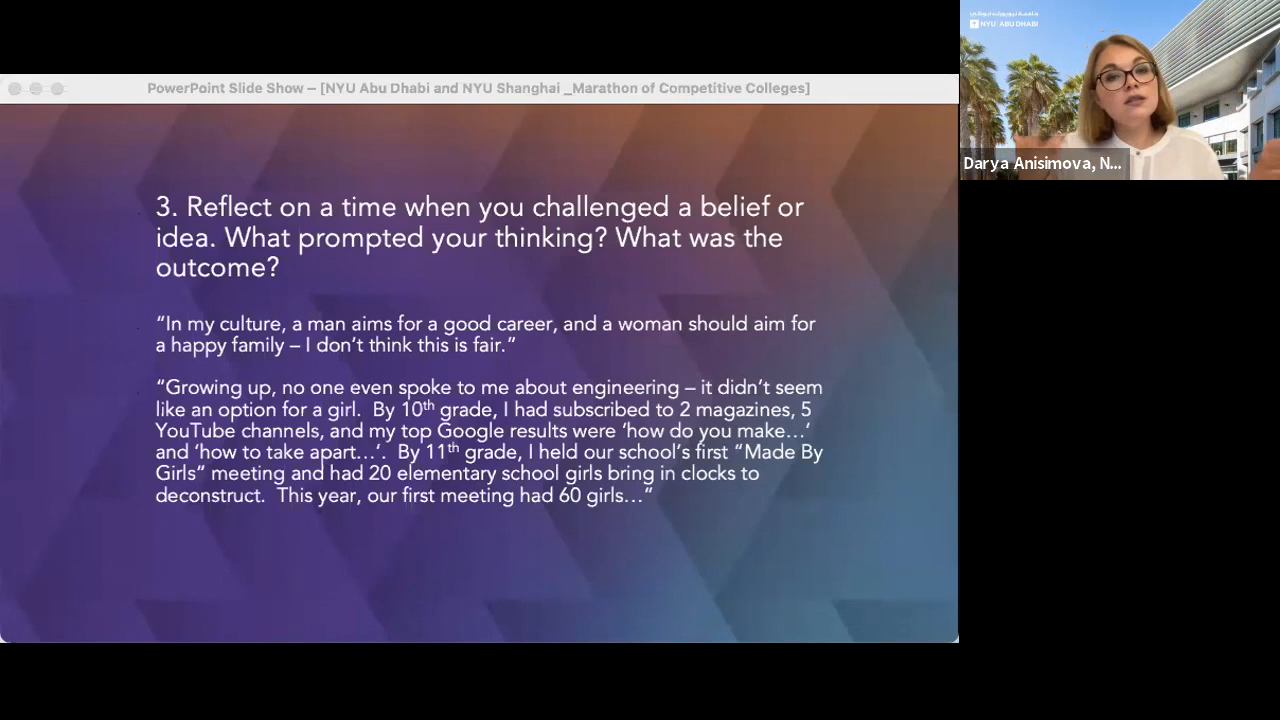 PowerPoint Slide Show – [NYU Abu Dhabi and NYU Shanghai _Marathon of Competitive Colleges]
3. Reflect on a time when you challenged a belief or
idea. What prompted your thinking? What was the
outcome?
“In my culture, a man aims for a good career, and a woman should aim for
a happy family – I don’t think this is fair.”
“Growing up, no one even spoke to me about engineering – it didn’t seem
like an option for a girl.  By 10th grade, I had subscribed to 2 magazines, 5
YouTube channels, and my top Google results were ‘how do you make…‘
and ‘how to take apart…’.  By 11th grade, I held our school’s first “Made By
Girls“ meeting and had 20 elementary school girls bring in clocks to
deconstruct.  This year, our first meeting had 60 girls…“
NYU ABU DHABI
Darya Anisimova, N...